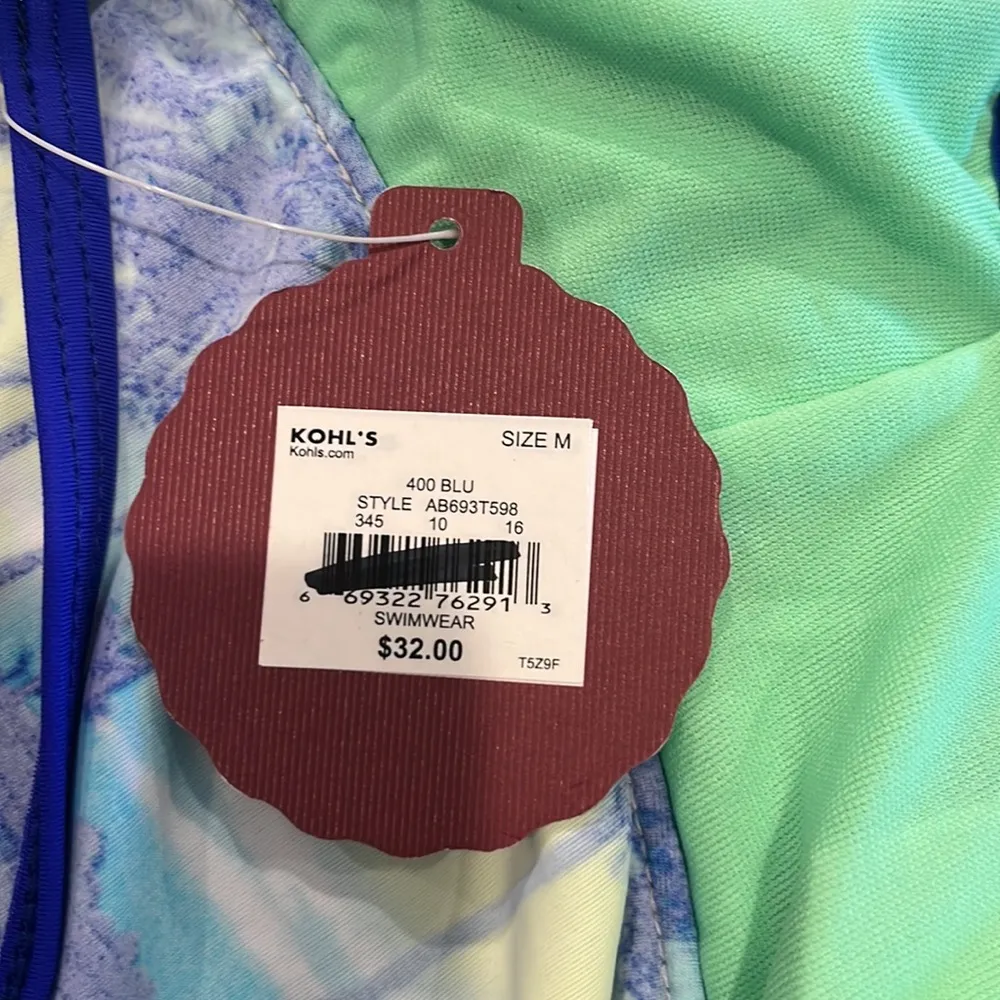 KOHL'S SIZE M
Kohls.com
400 BLU
STYLE AB693T598
345 10 16
6 69322 76291 3
SWIMWEAR
$32.00
T5Z9F